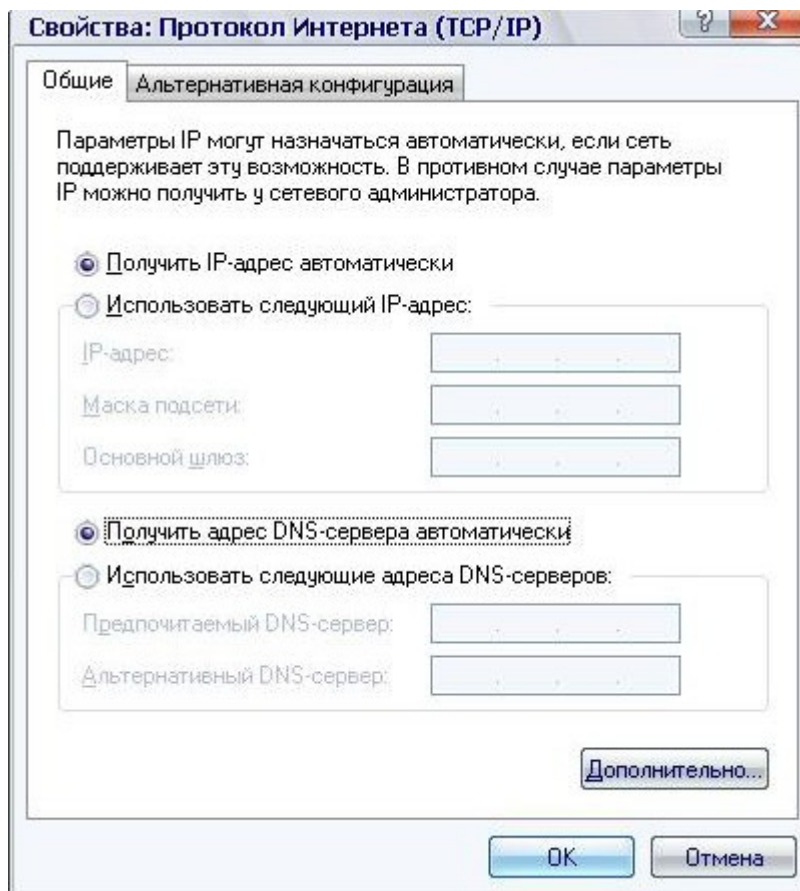 Свойства: Протокол Интернета (TCP/IP)
?
X
Общие
Альтернативная конфигурация
Параметры IP могут назначаться автоматически, если сеть
поддерживает эту возможность. В противном случае параметры
IP можно получить у сетевого администратора.
Получить IP-адрес автоматически
Использовать следующий IP-адрес:
IP-адрес:
Маска подсети:
Основной шлюз:
Получить адрес DNS-сервера автоматически
Использовать следующие адреса DNS-серверов:
Предпочитаемый DNS-сервер:
Альтернативный DNS-сервер:
Дополнительно...
OK
Отмена